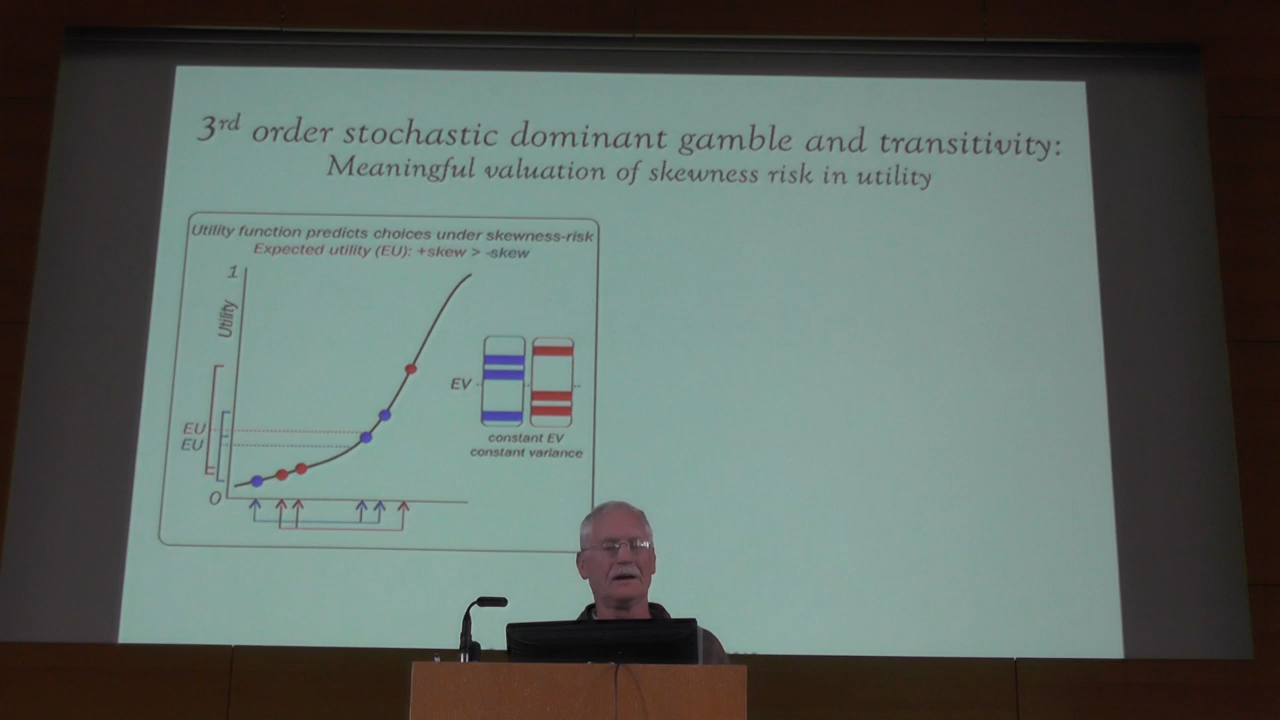 3rd order stochastic dominant gamble and transitivity:
Meaningful valuation of skewness risk in utility
Utility function predicts choices under skewness-risk
Expected utility (EU): +skew > -skew
1
Utility
EV
EU
EU
constant EV
constant variance
0